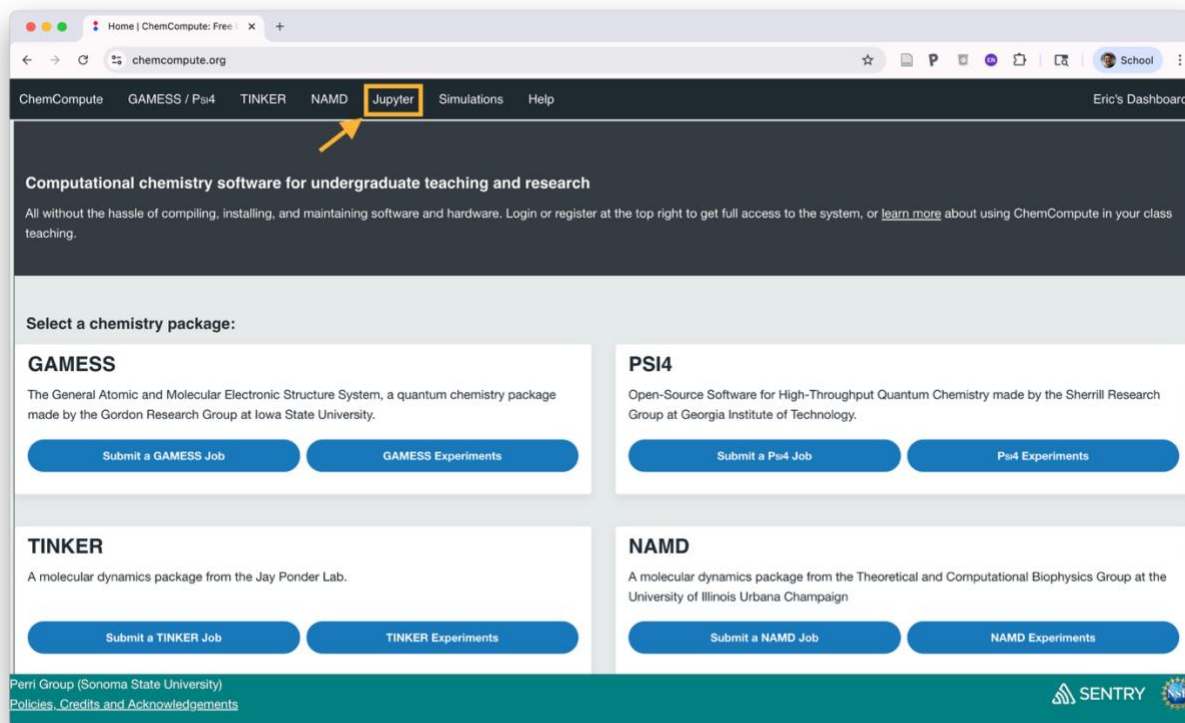 Home | ChemCompute: Free
chemcompute.org
School
ChemCompute GAMESS / Psi4 TINKER NAMD Jupyter Simulations Help Eric's Dashboard
Computational chemistry software for undergraduate teaching and research
All without the hassle of compiling, installing, and maintaining software and hardware. Login or register at the top right to get full access to the system, or learn more about using ChemCompute in your class
teaching.
Select a chemistry package:
GAMESS
The General Atomic and Molecular Electronic Structure System, a quantum chemistry package
made by the Gordon Research Group at Iowa State University.
Submit a GAMESS Job GAMESS Experiments
PSI4
Open-Source Software for High-Throughput Quantum Chemistry made by the Sherrill Research
Group at Georgia Institute of Technology.
Submit a Psi4 Job Psi4 Experiments
TINKER
A molecular dynamics package from the Jay Ponder Lab.
Submit a TINKER Job TINKER Experiments
NAMD
A molecular dynamics package from the Theoretical and Computational Biophysics Group at the
University of Illinois Urbana Champaign
Submit a NAMD Job NAMD Experiments
Perri Group (Sonoma State University)
Policies, Credits and Acknowledgements
SENTRY
NSF